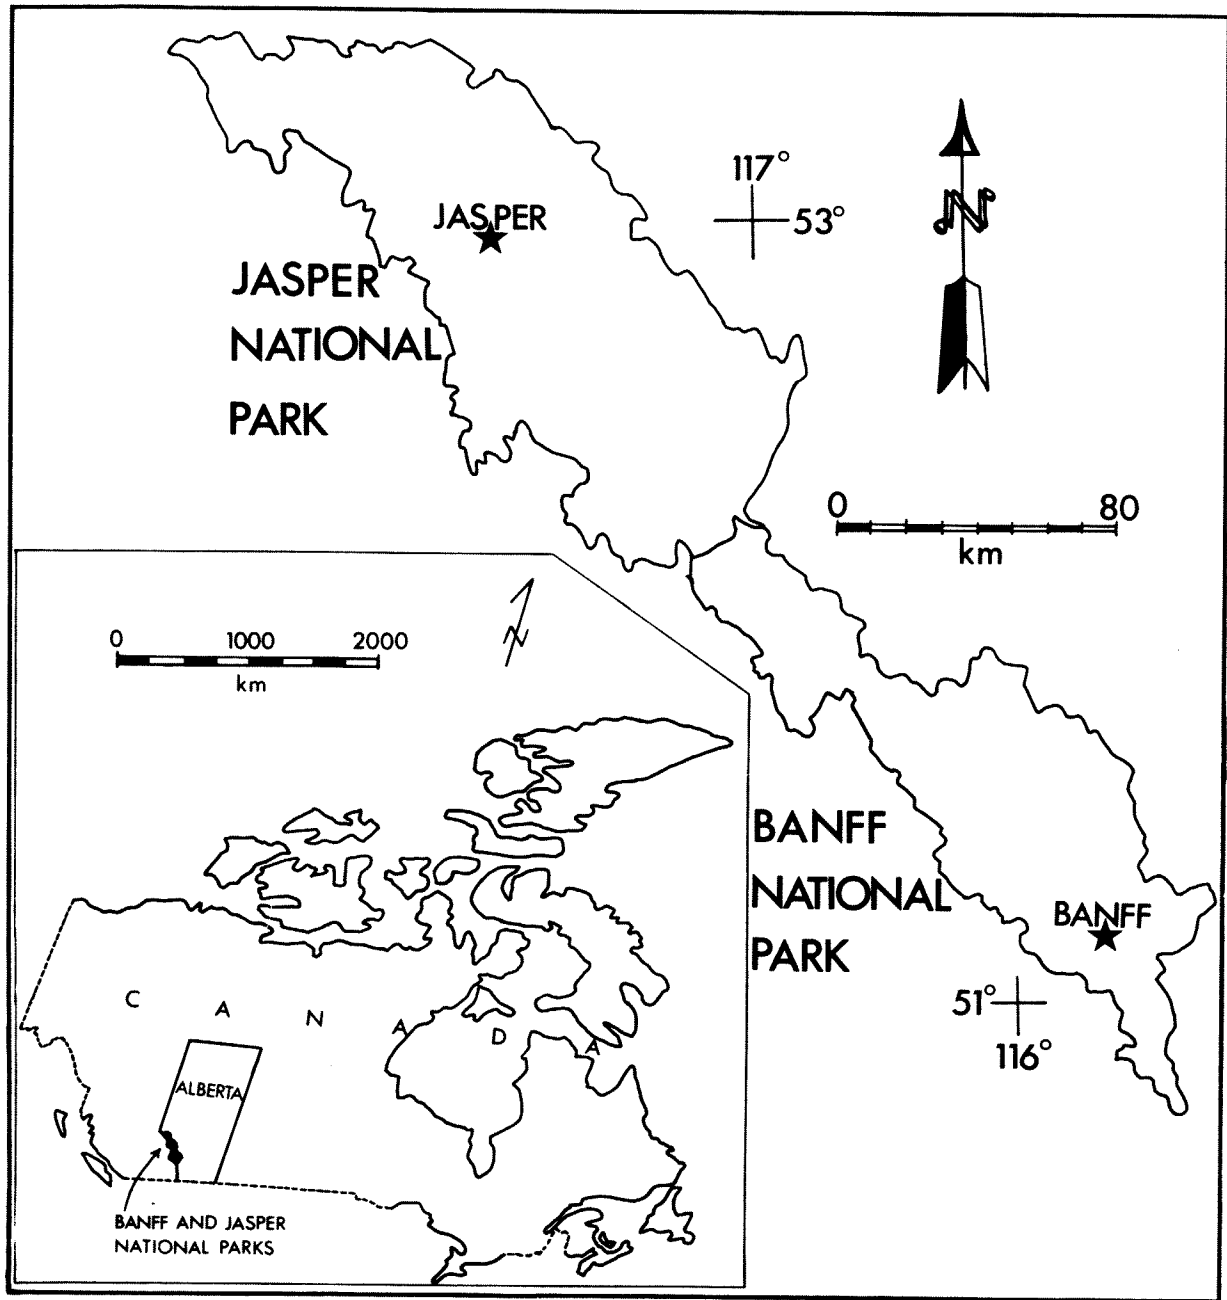 117°
53°
N
JASPER
JASPER
NATIONAL
PARK
0 80
km
0 1000 2000
km
N
BANFF
NATIONAL
PARK
BANFF
51°
116°
C A N A D A
ALBERTA
BANFF AND JASPER
NATIONAL PARKS